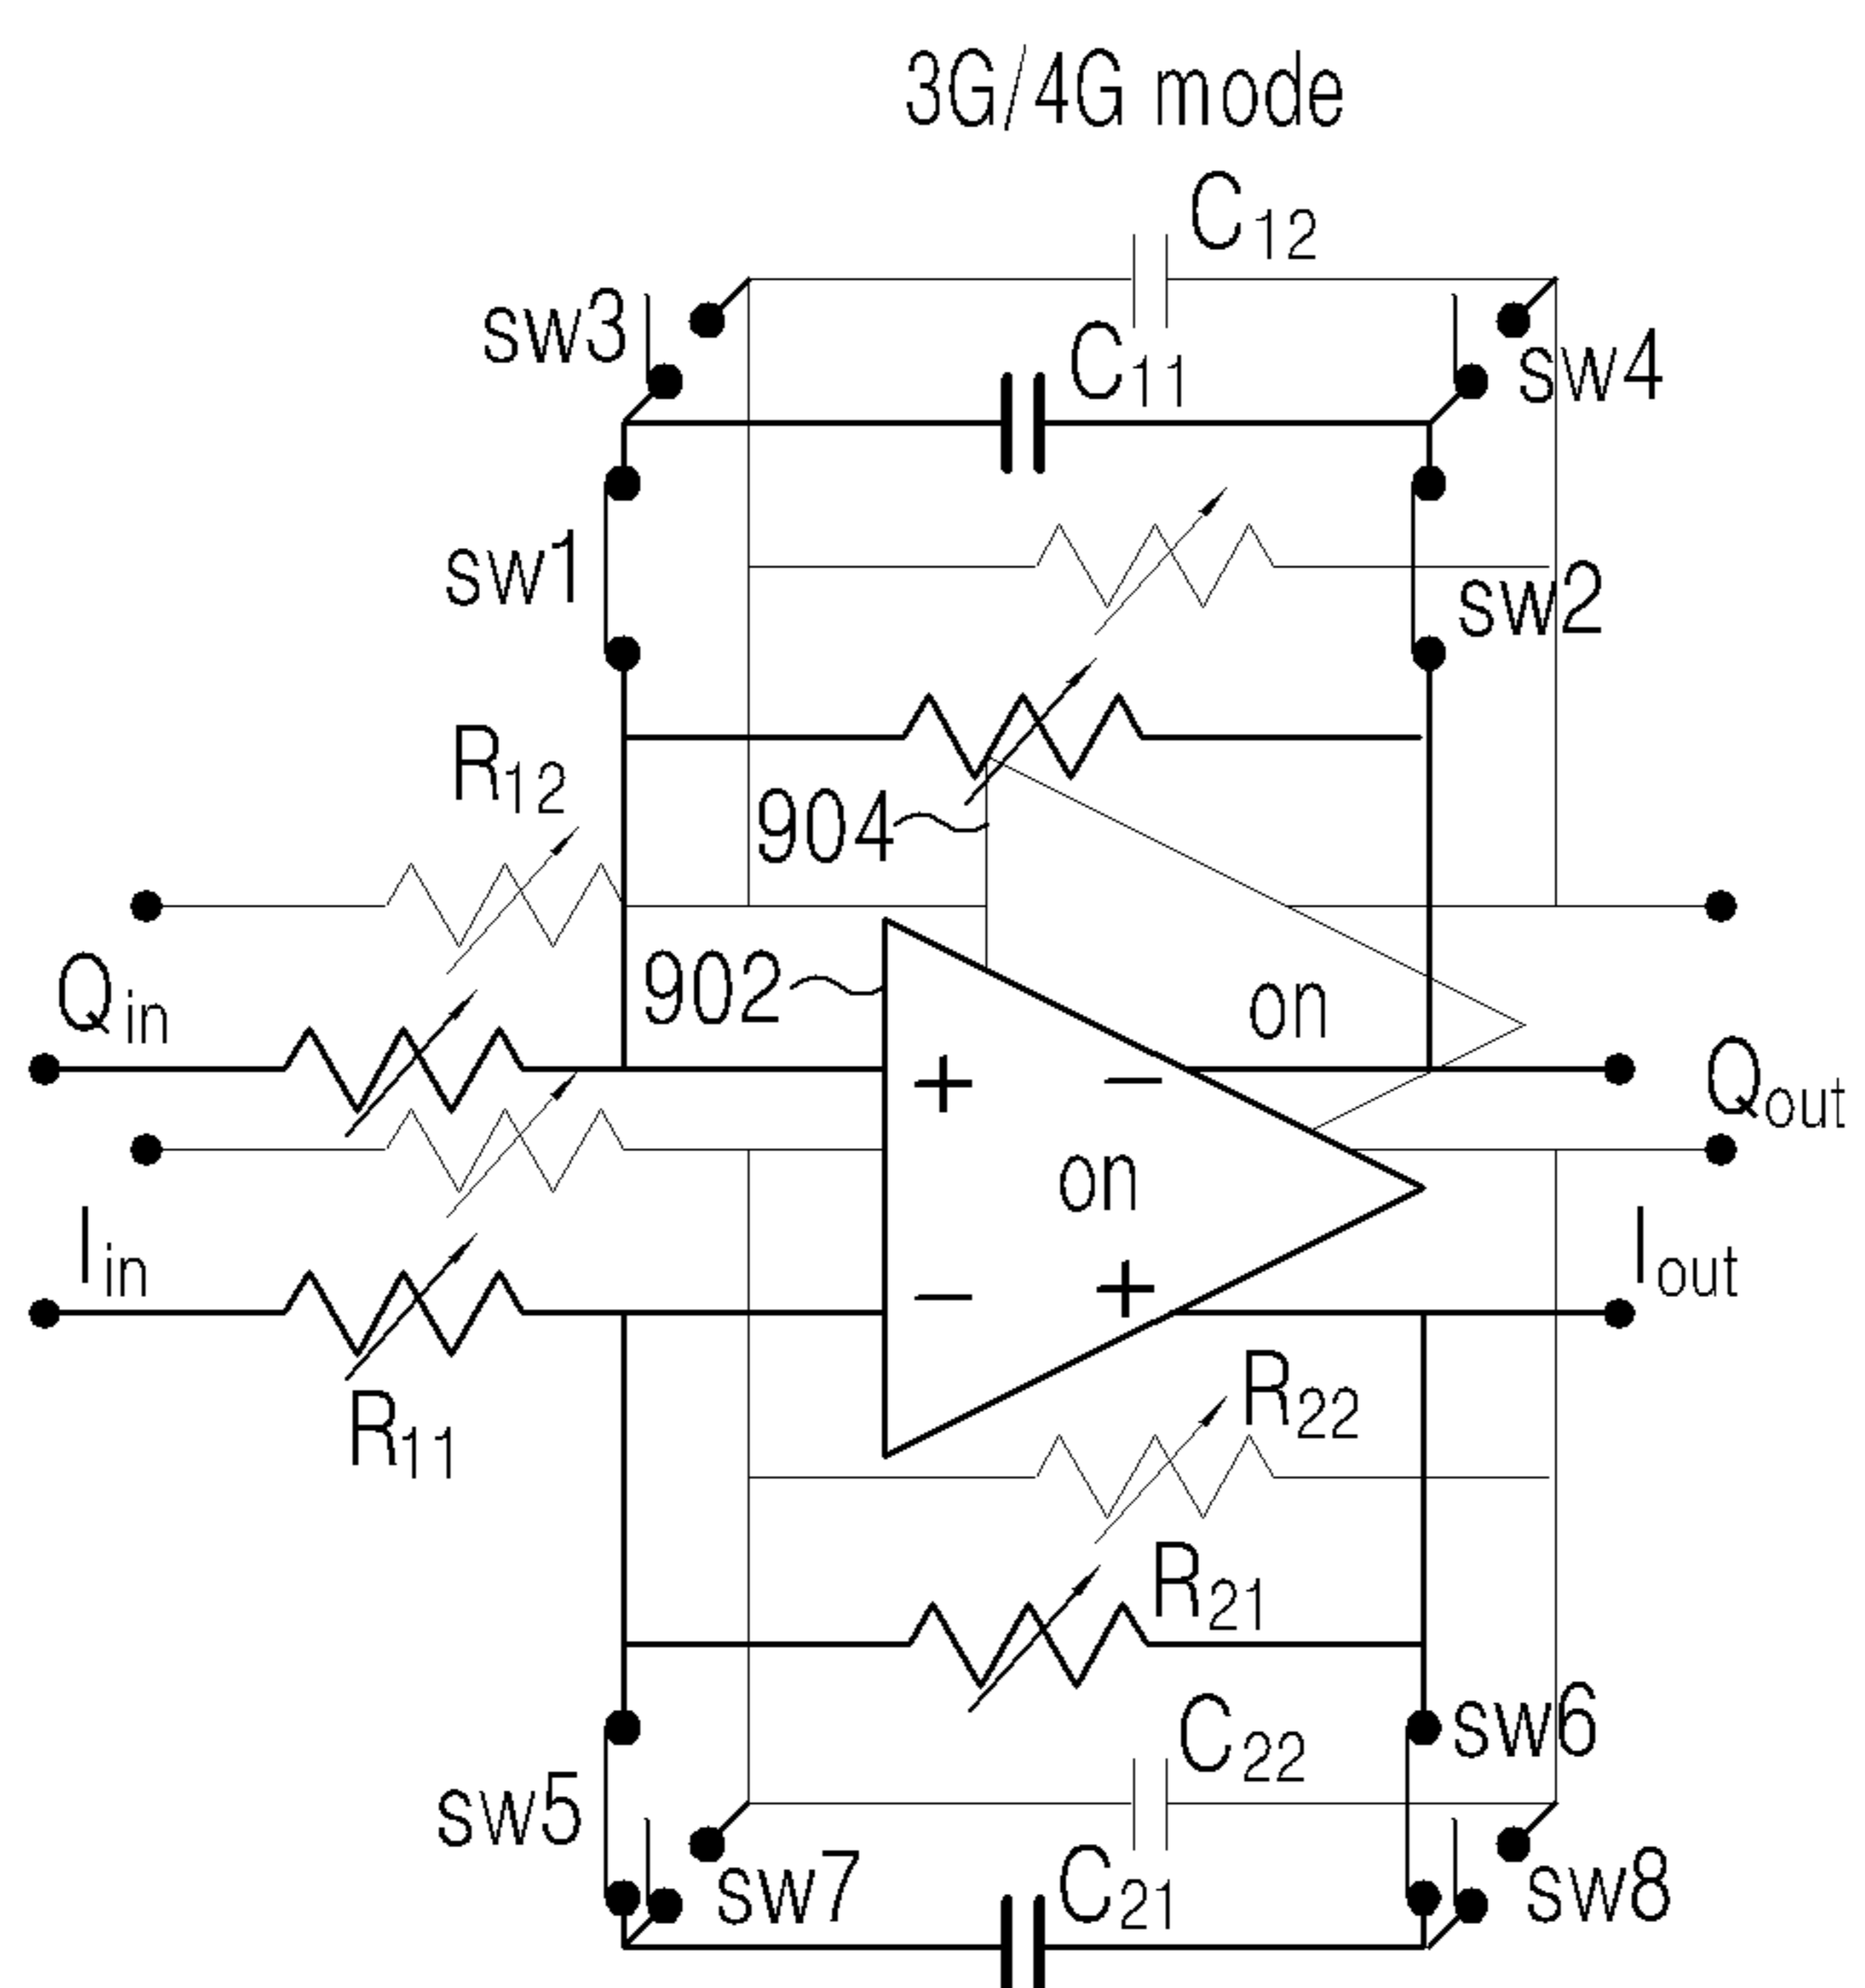 3G/4G mode
C12
sw3
C11
sw4
sw1
sw2
R12
904
Qin
902
on
+
−
Qout
on
Iin
−
+
Iout
R11
R22
R21
C22
sw6
sw5
sw7
C21
sw8